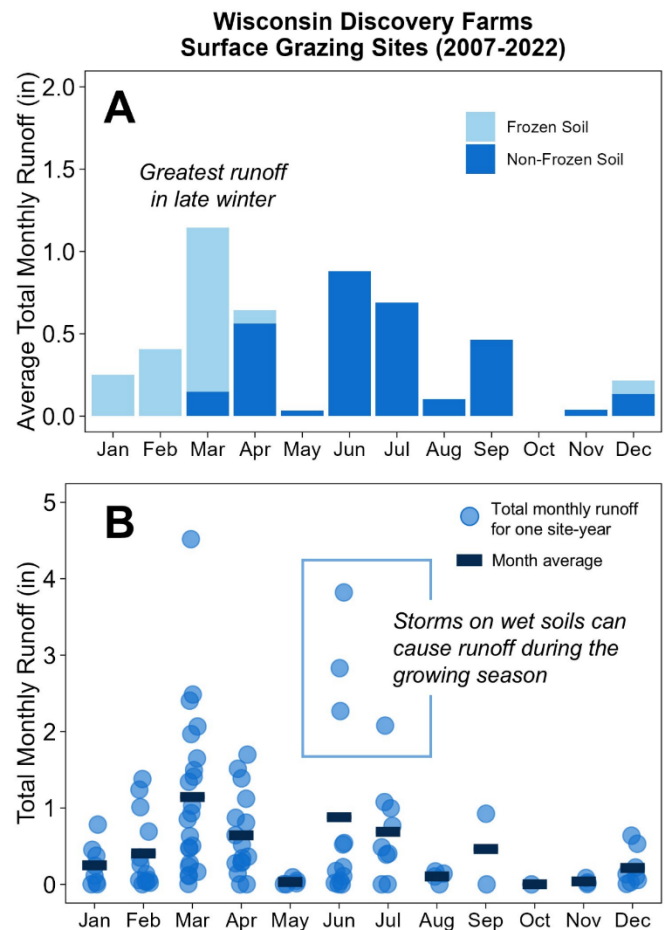 Wisconsin Discovery Farms
Surface Grazing Sites (2007-2022)
A
Average Total Monthly Runoff (in)
2.0
1.5
1.0
0.5
0.0
Frozen Soil
Non-Frozen Soil
Greatest runoff
in late winter
Jan Feb Mar Apr May Jun Jul Aug Sep Oct Nov Dec
B
Total Monthly Runoff (in)
5
4
3
2
1
0
Total monthly runoff
for one site-year
Month average
Storms on wet soils can
cause runoff during the
growing season
Jan Feb Mar Apr May Jun Jul Aug Sep Oct Nov Dec